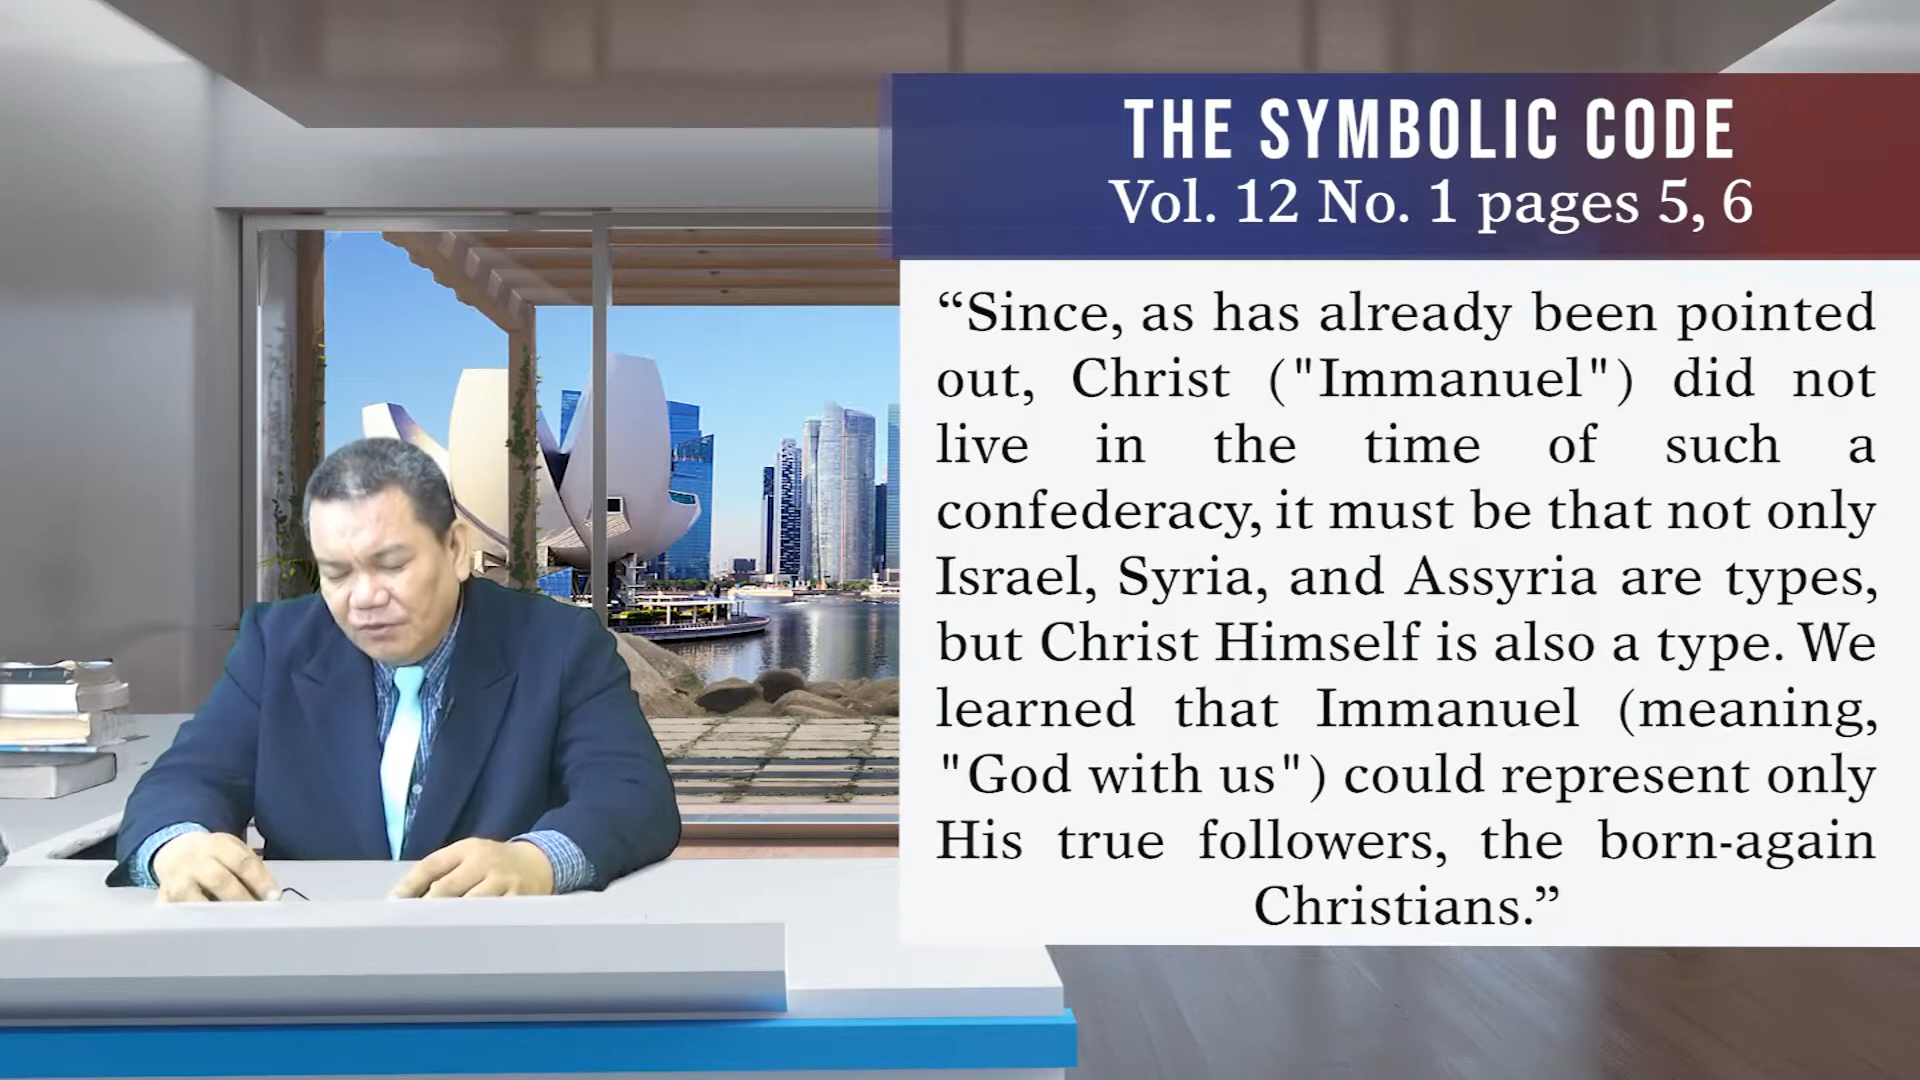 THE SYMBOLIC CODE
Vol. 12 No. 1 pages 5, 6
“Since, as has already been pointed
out, Christ ("Immanuel") did not
live in the time of such a
confederacy, it must be that not only
Israel, Syria, and Assyria are types,
but Christ Himself is also a type. We
learned that Immanuel (meaning,
"God with us") could represent only
His true followers, the born-again
Christians.”